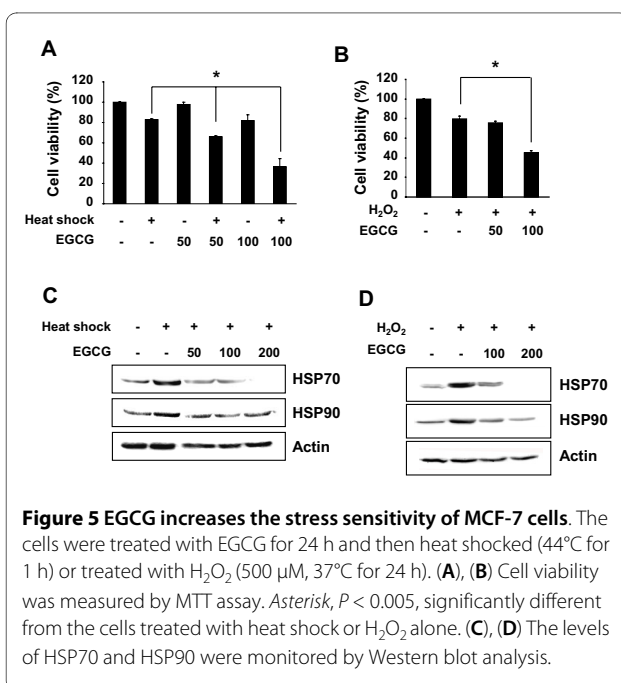 A
*
Cell viability (%)
120
100
80
60
40
20
0
Heat shock - + - + - +
EGCG - - 50 50 100 100
B
*
Cell viability (%)
120
100
80
60
40
20
0
H₂O₂ - + + +
EGCG - - 50 100
C
Heat shock - + + + +
EGCG - - 50 100 200
HSP70
HSP90
Actin
D
H₂O₂ - + + +
EGCG - - 100 200
HSP70
HSP90
Actin
Figure 5 EGCG increases the stress sensitivity of MCF-7 cells. The
cells were treated with EGCG for 24 h and then heat shocked (44°C for
1 h) or treated with H₂O₂ (500 μM, 37°C for 24 h). (A), (B) Cell viability
was measured by MTT assay. Asterisk, P < 0.005, significantly different
from the cells treated with heat shock or H₂O₂ alone. (C), (D) The levels
of HSP70 and HSP90 were monitored by Western blot analysis.